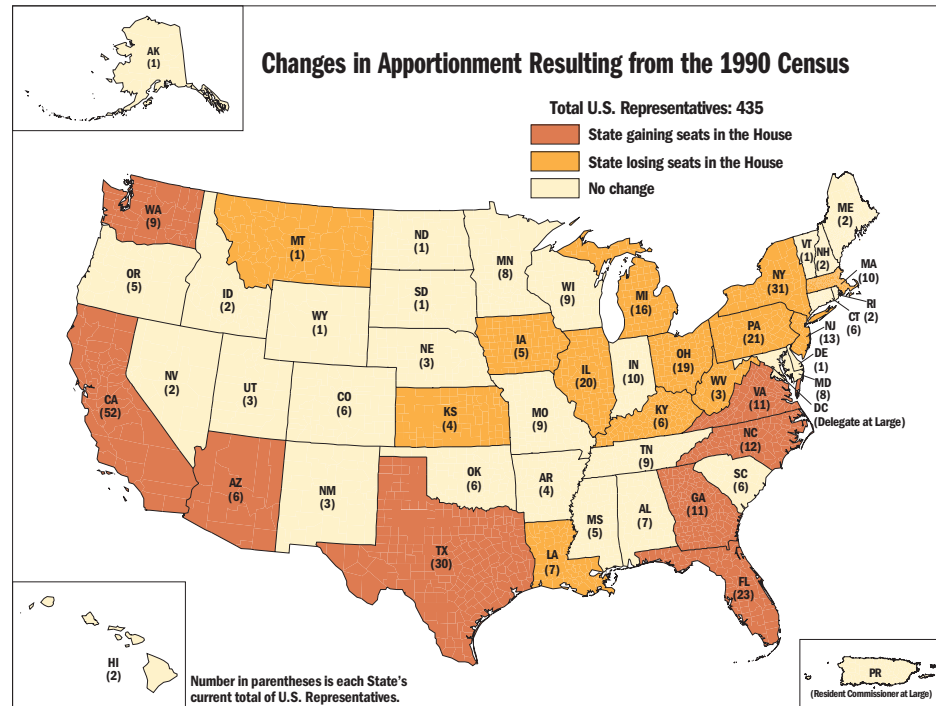 AK
(1)
Changes in Apportionment Resulting from the 1990 Census
Total U.S. Representatives: 435
State gaining seats in the House
State losing seats in the House
No change
WA
(9)
MT
(1)
ND
(1)
MN
(8)
ME
(2)
VT
(1)
NH
(2)
MA
(10)
OR
(5)
ID
(2)
SD
(1)
WI
(9)
MI
(16)
NY
(31)
RI
(2)
CT
(6)
WY
(1)
IA
(5)
PA
(21)
NJ
(13)
NE
(3)
IL
(20)
IN
(10)
OH
(19)
DE
(1)
MD
(8)
NV
(2)
UT
(3)
CO
(6)
WV
(3)
VA
(11)
DC
(Delegate at Large)
CA
(52)
KS
(4)
MO
(9)
KY
(6)
NC
(12)
TN
(9)
AZ
(6)
NM
(3)
OK
(6)
AR
(4)
SC
(6)
MS
(5)
AL
(7)
GA
(11)
TX
(30)
LA
(7)
FL
(23)
HI
(2)
Number in parentheses is each State's
current total of U.S. Representatives.
PR
(Resident Commissioner at Large)